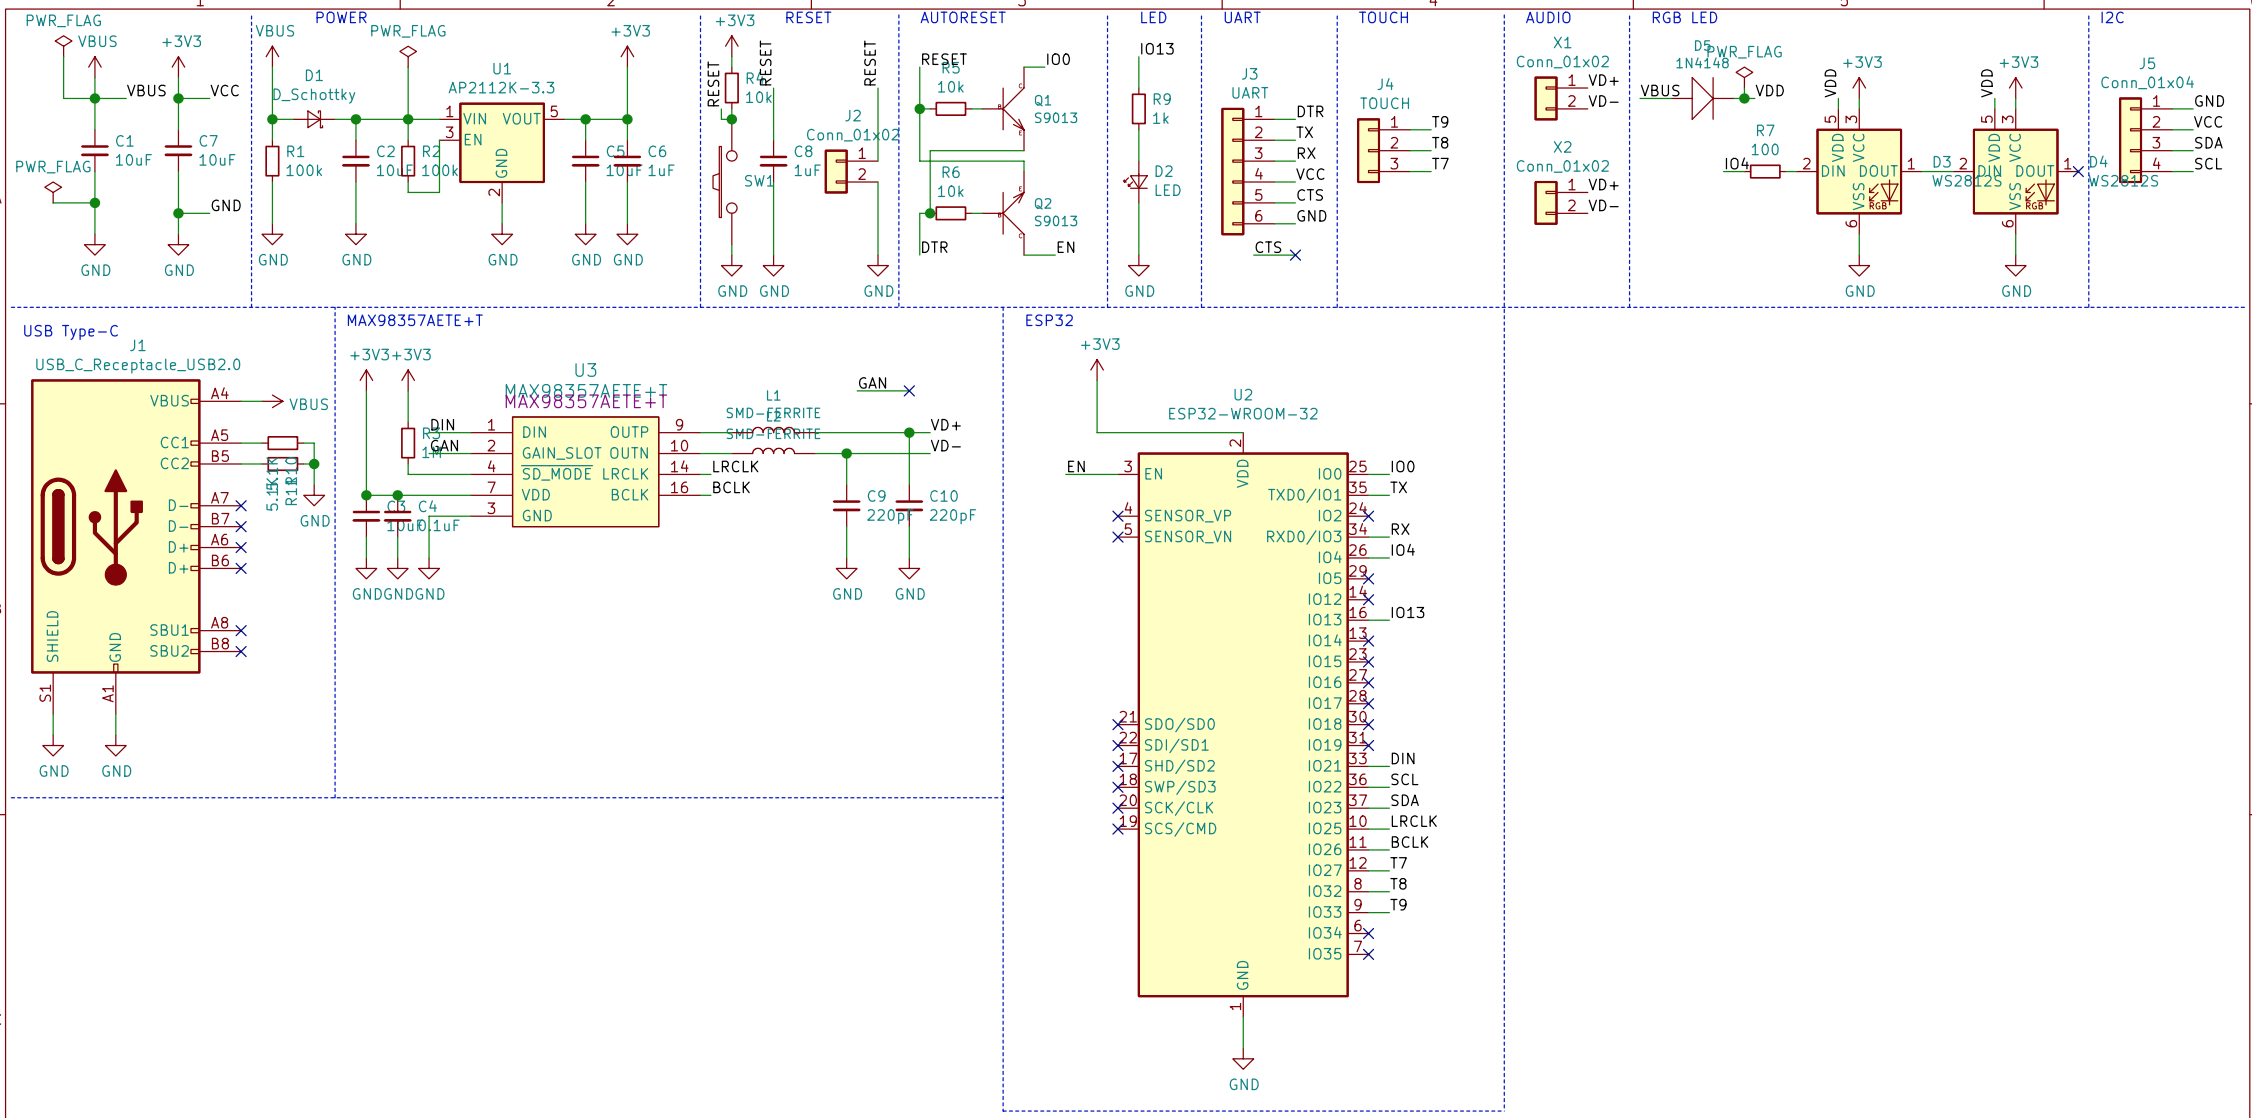 1
2
3
4
5
POWER
RESET
AUTORESET
LED
UART
TOUCH
AUDIO
RGB LED
I2C
PWR_FLAG
VBUS
+3V3
VBUS
VCC
C1
10uF
C7
10uF
PWR_FLAG
GND
GND
GND
VBUS
PWR_FLAG
+3V3
D1
D_Schottky
U1
AP2112K-3.3
1
VIN
VOUT
5
3
EN
GND
2
R1
100k
C2
10uF
R2
100k
C5
10uF
C6
1uF
GND
GND
GND
GND
GND
+3V3
RESET
R4
10k
RESET
RESET
SW1
C8
1uF
J2
Conn_01x02
1
2
GND
GND
GND
RESET
R5
10k
IO0
Q1
S9013
R6
10k
Q2
S9013
DTR
EN
IO13
R9
1k
D2
LED
GND
J3
UART
1
DTR
2
TX
3
RX
4
VCC
5
CTS
6
GND
CTS
J4
TOUCH
1
T9
2
T8
3
T7
X1
Conn_01x02
1
VD+
2
VD-
X2
Conn_01x02
1
VD+
2
VD-
D5
1N4148
PWR_FLAG
VBUS
VDD
R7
100
IO4
VDD
+3V3
5
3
VDD
VCC
2
DIN
DOUT
1
VSS
RGB
6
D3
WS2812S
GND
VDD
+3V3
5
3
VDD
VCC
2
DIN
DOUT
1
VSS
RGB
6
D4
WS2812S
GND
J5
Conn_01x04
1
GND
2
VCC
3
SDA
4
SCL
USB Type-C
J1
USB_C_Receptacle_USB2.0
VBUS
A4
VBUS
CC1
A5
CC2
B5
5.1K
R11
R10
GND
D-
A7
D-
B7
D+
A6
D+
B6
SBU1
A8
SBU2
B8
SHIELD
GND
S1
A1
GND
GND
MAX98357AETE+T
+3V3
+3V3
U3
MAX98357AETE+T
MAX98357AETE+T
DIN
1
DIN
OUTP
9
GAN
2
GAIN_SLOT
OUTN
10
4
SD_MODE
LRCLK
14
LRCLK
7
VDD
BCLK
16
BCLK
3
GND
R3
1M
C3
10uF
C4
0.1uF
GND
GND
GND
L1
SMD-FERRITE
L2
SMD-FERRITE
GAN
VD+
VD-
C9
220pF
C10
220pF
GND
GND
ESP32
+3V3
U2
ESP32-WROOM-32
2
VDD
EN
3
EN
4
SENSOR_VP
5
SENSOR_VN
21
SDO/SD0
22
SDI/SD1
17
SHD/SD2
18
SWP/SD3
20
SCK/CLK
19
SCS/CMD
IO0
25
IO0
TXD0/IO1
35
TX
IO2
24
RXD0/IO3
34
RX
IO4
26
IO4
IO5
29
IO12
14
IO13
16
IO13
IO14
13
IO15
23
IO16
27
IO17
28
IO18
30
IO19
31
IO21
33
DIN
IO22
36
SCL
IO23
37
SDA
IO25
10
LRCLK
IO26
11
BCLK
IO27
12
T7
IO32
8
T8
IO33
9
T9
IO34
6
IO35
7
GND
1
GND